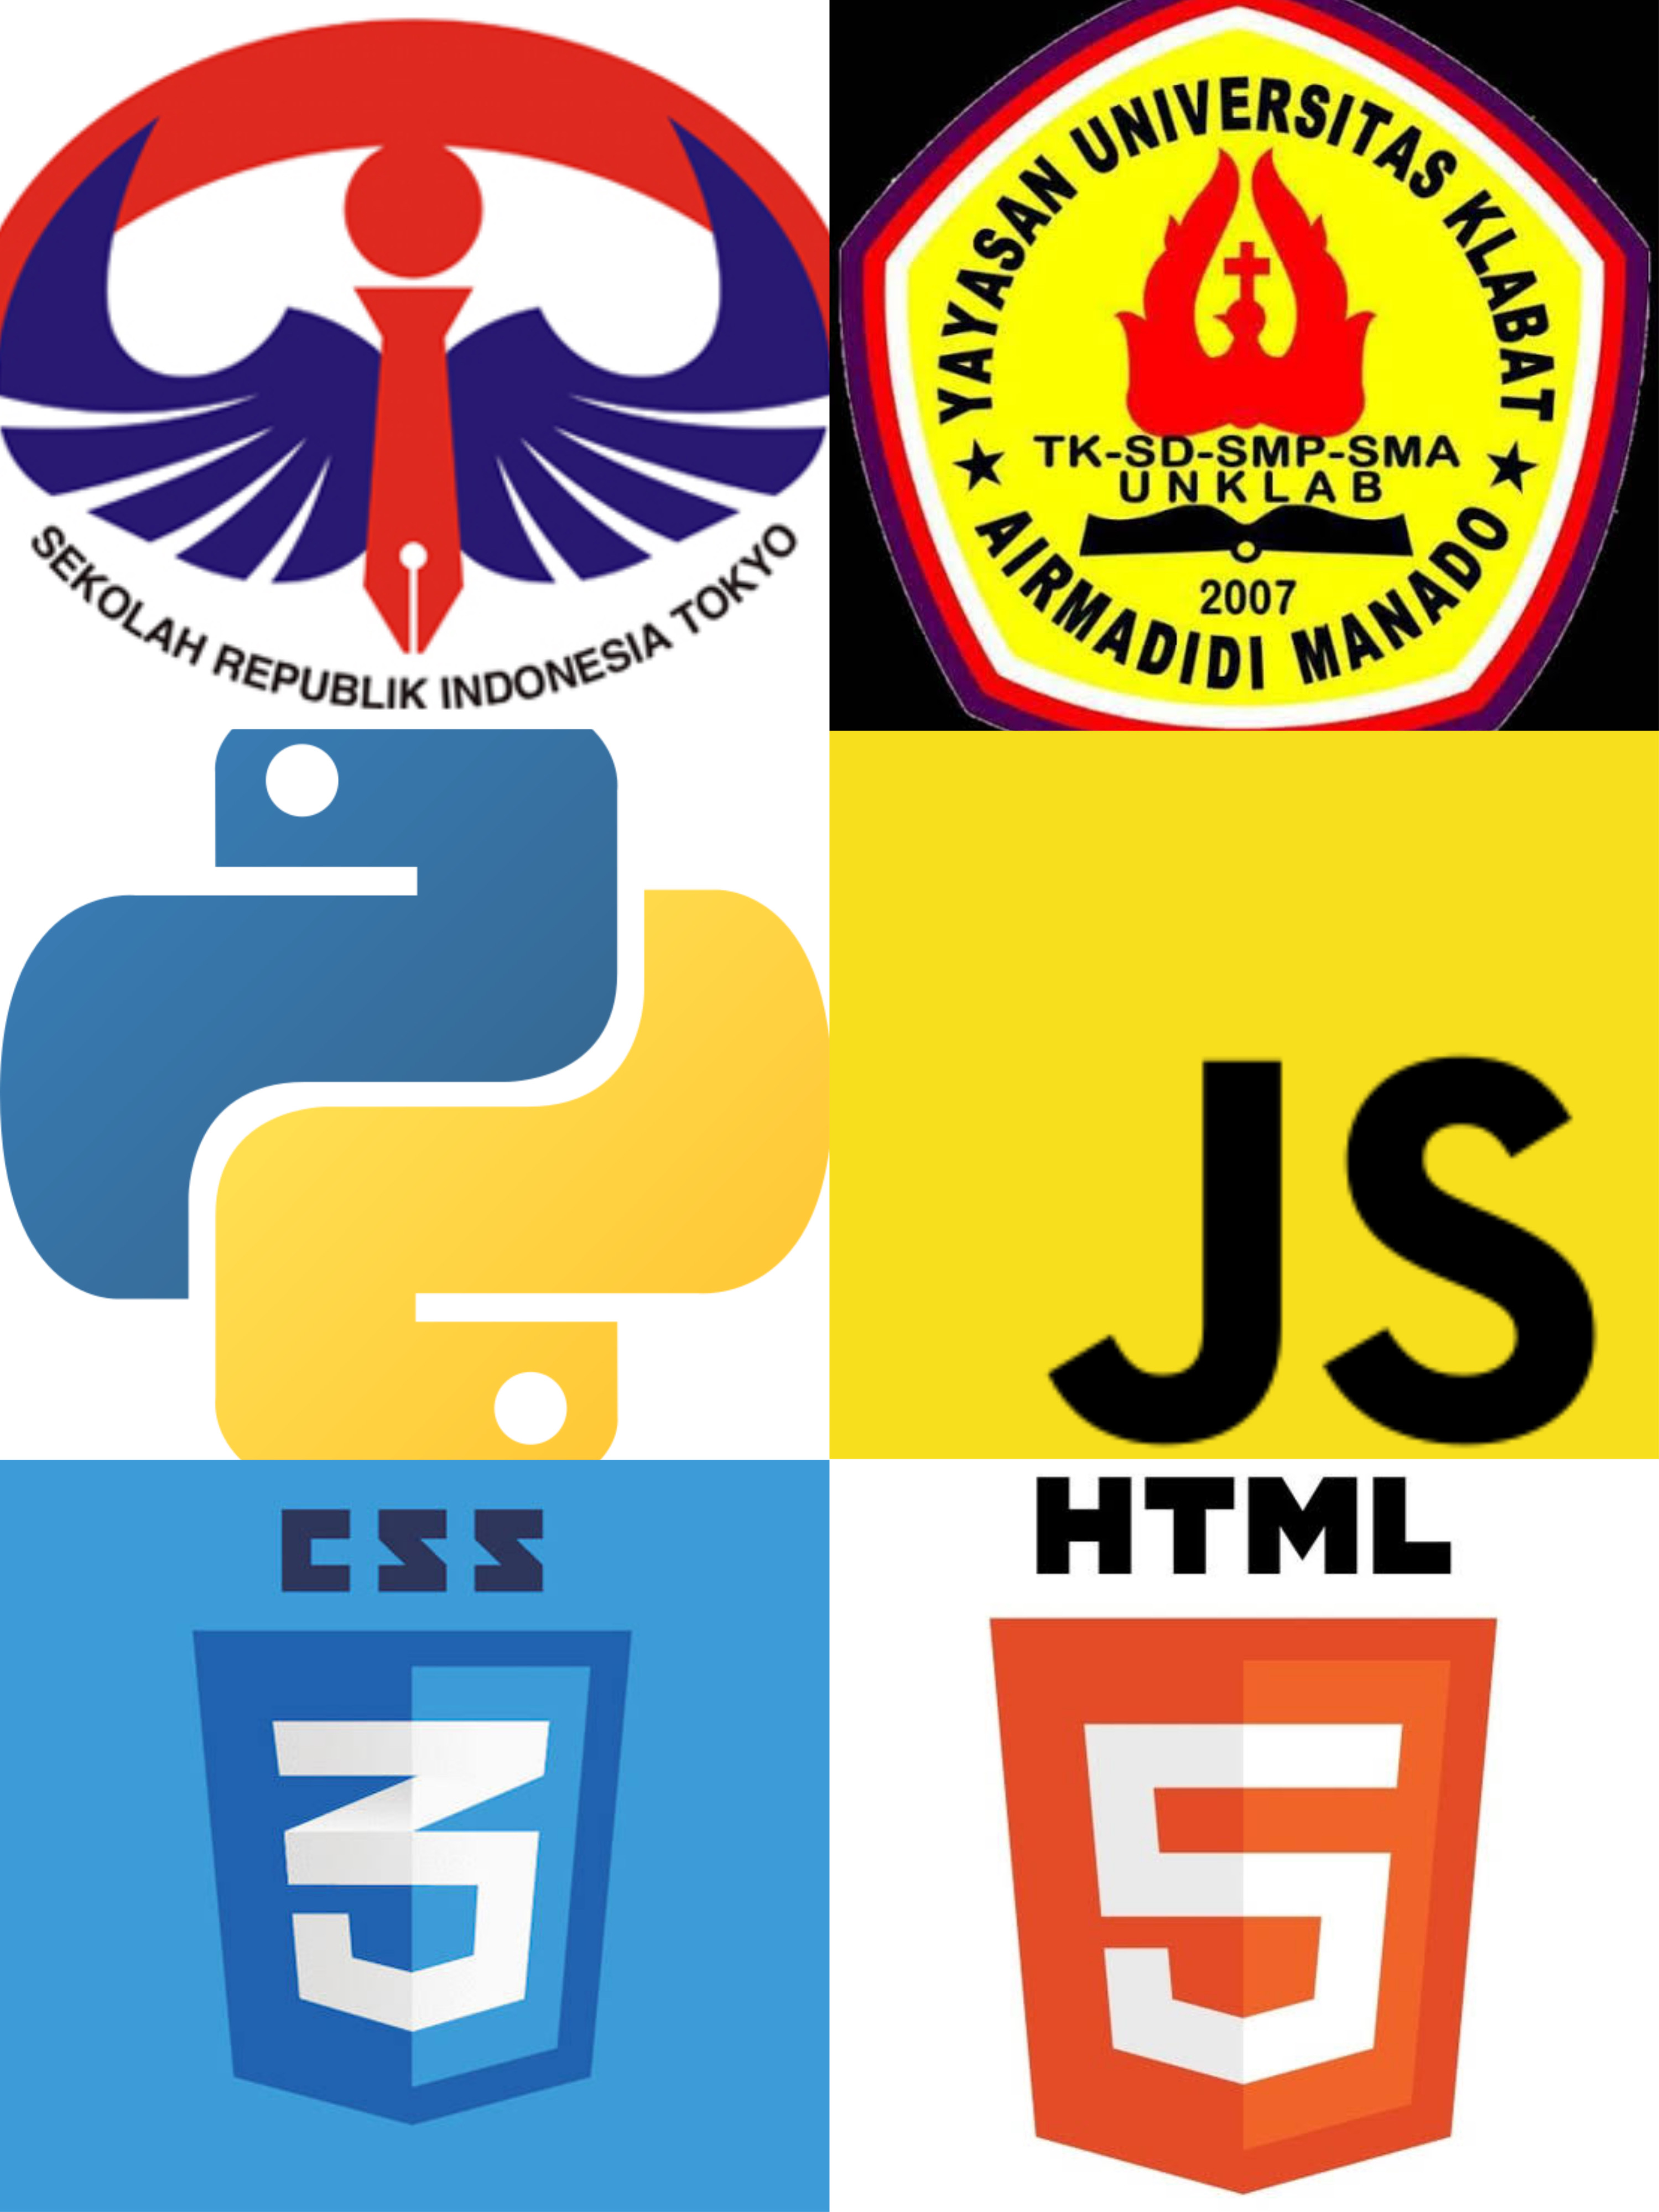 SEKOLAH REPUBLIK INDONESIA TOKYO
YAYASAN UNIVERSITAS KLABAT
TK-SD-SMP-SMA
UNKLAB
2007
AIRMADIDI MANADO
JS
CSS
3
HTML
5